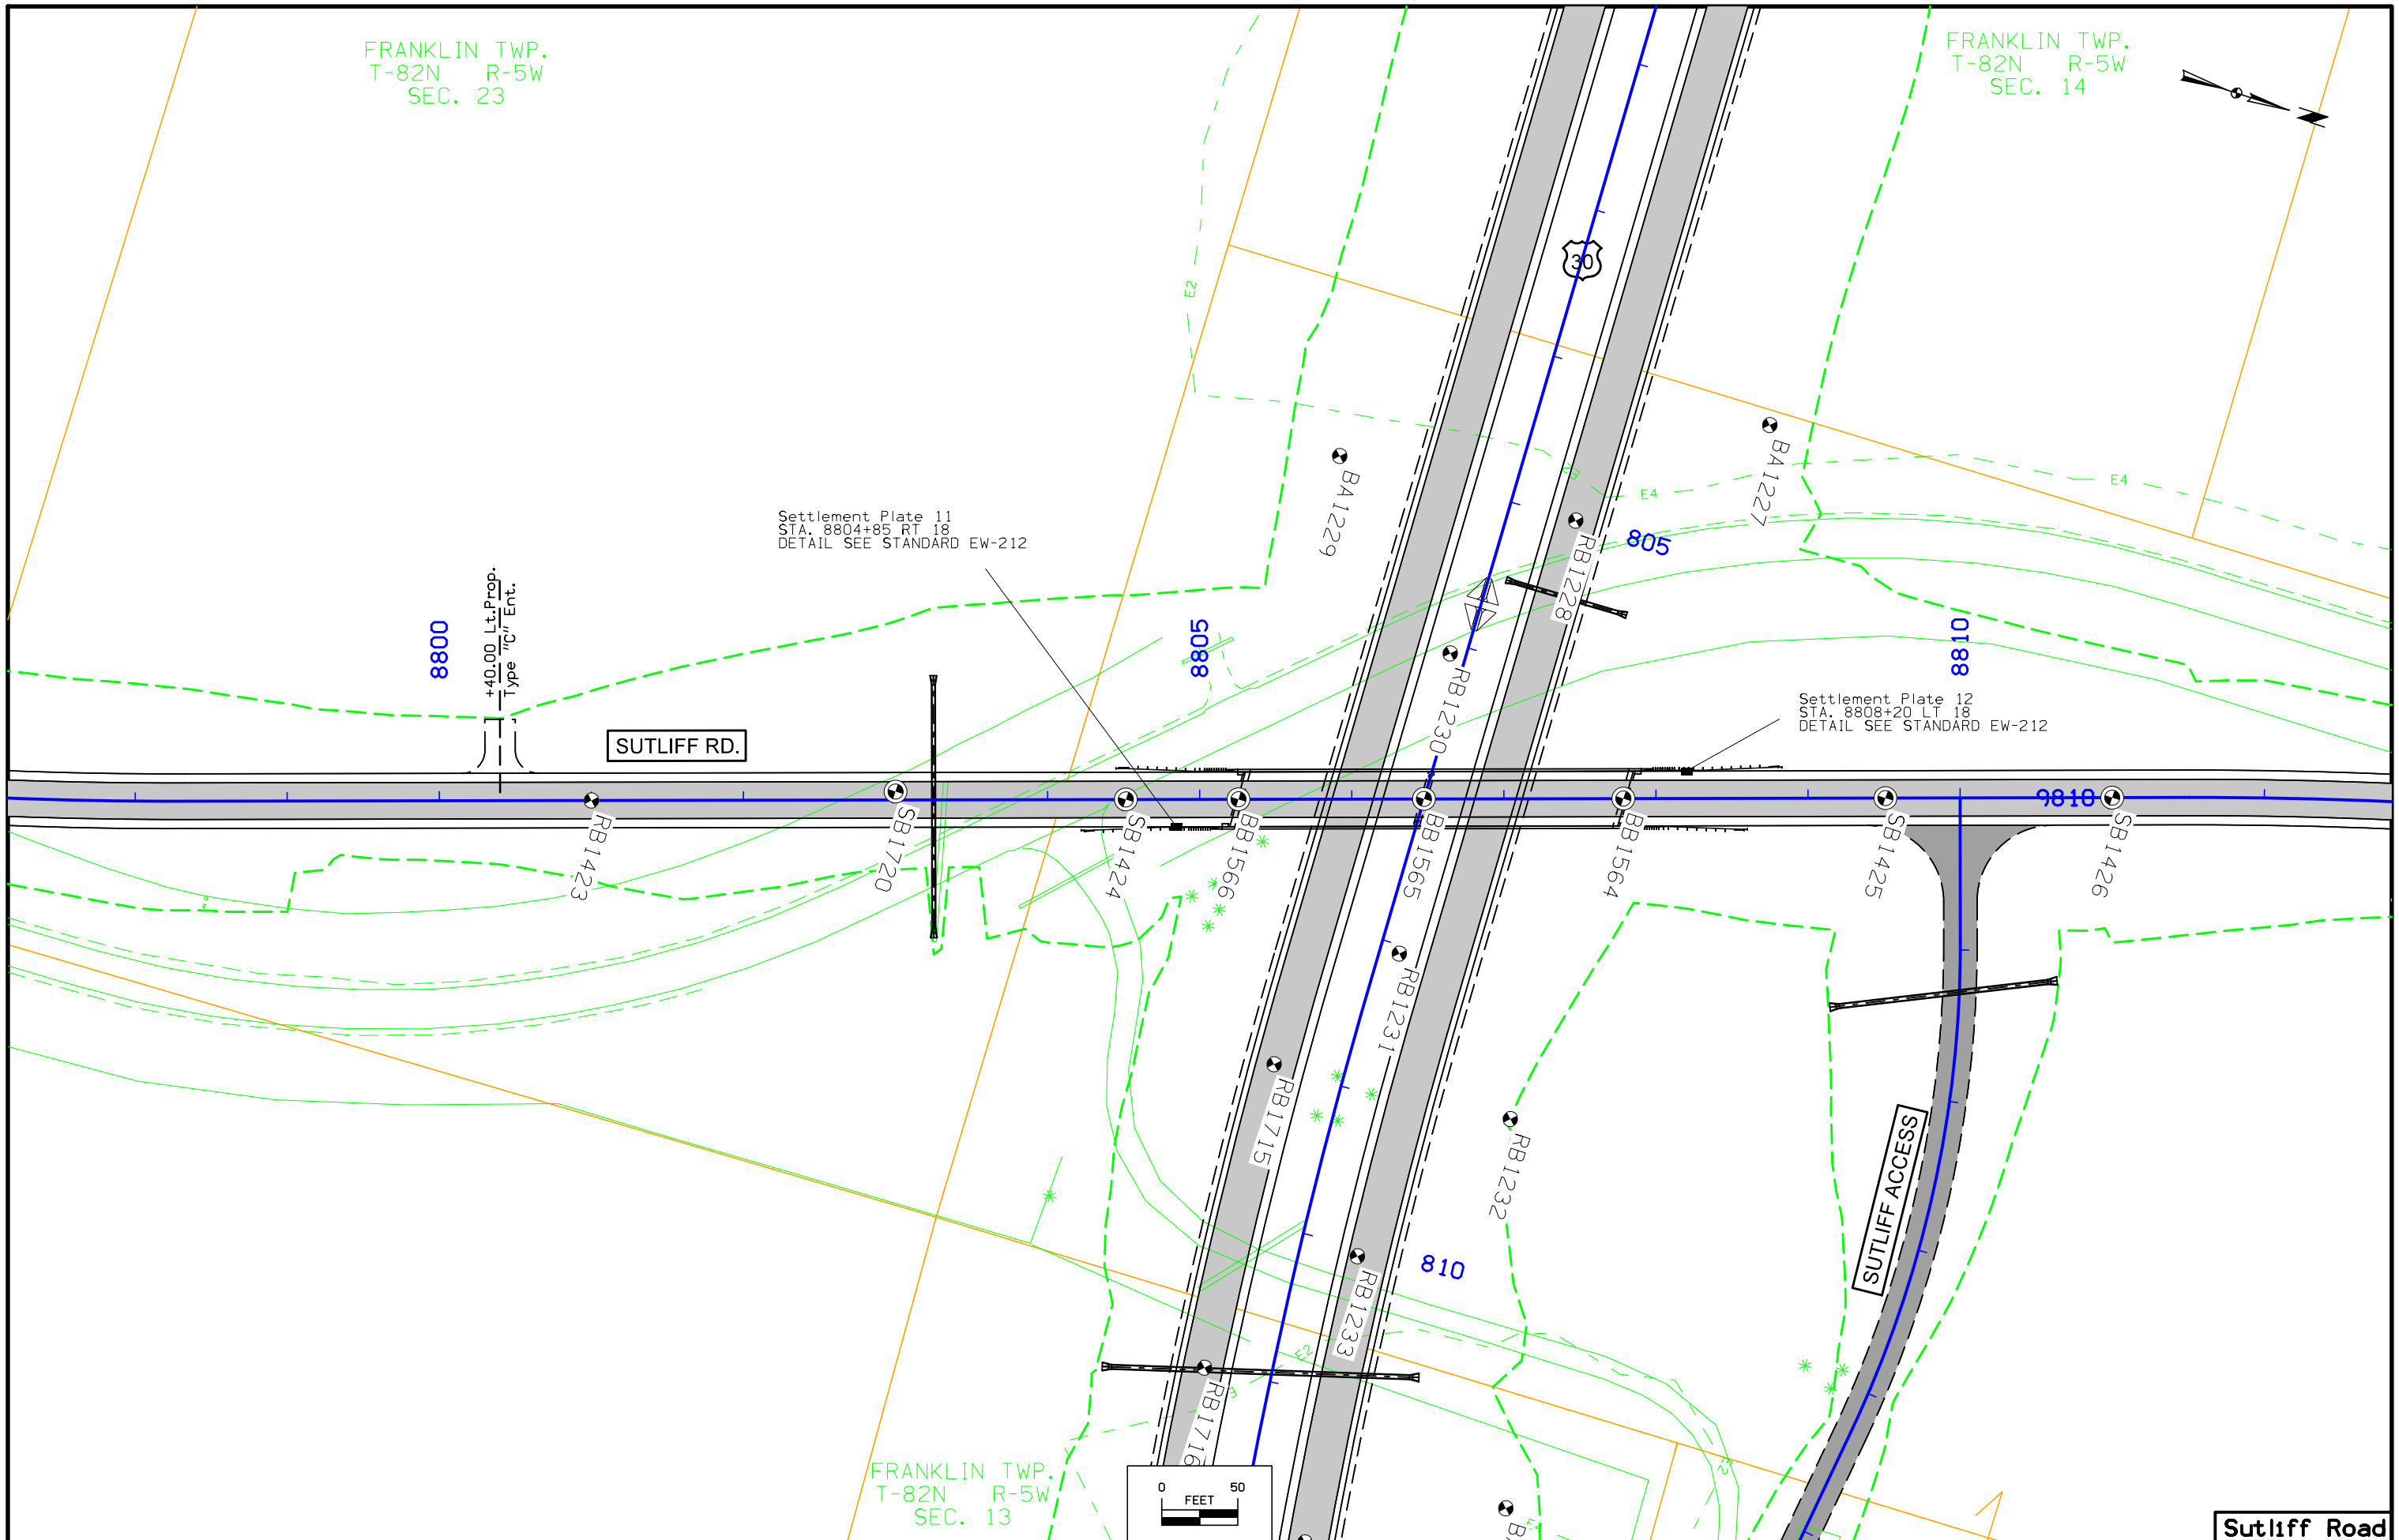 FRANKLIN TWP.
T-82N R-5W
SEC. 23
FRANKLIN TWP.
T-82N R-5W
SEC. 14
N
30
E2
BA1229
BA1227
E4
E4
Settlement Plate 11
STA. 8804+85 RT 18
DETAIL SEE STANDARD EW-212
RB1228
805
+40.00 Lt.Prop.
Type "C" Ent.
8800
8805
8810
RB1230
Settlement Plate 12
STA. 8808+20 LT 18
DETAIL SEE STANDARD EW-212
SUTLIFF RD.
RB1423
SB1720
SB1424
BB1566
BB1565
BB1564
SB1425
9810
SB1426
RB1231
RB1715
RB1232
SUTLIFF ACCESS
810
RB1233
E2
RB1716
FRANKLIN TWP.
T-82N R-5W
SEC. 13
0 50
FEET
Sutliff Road